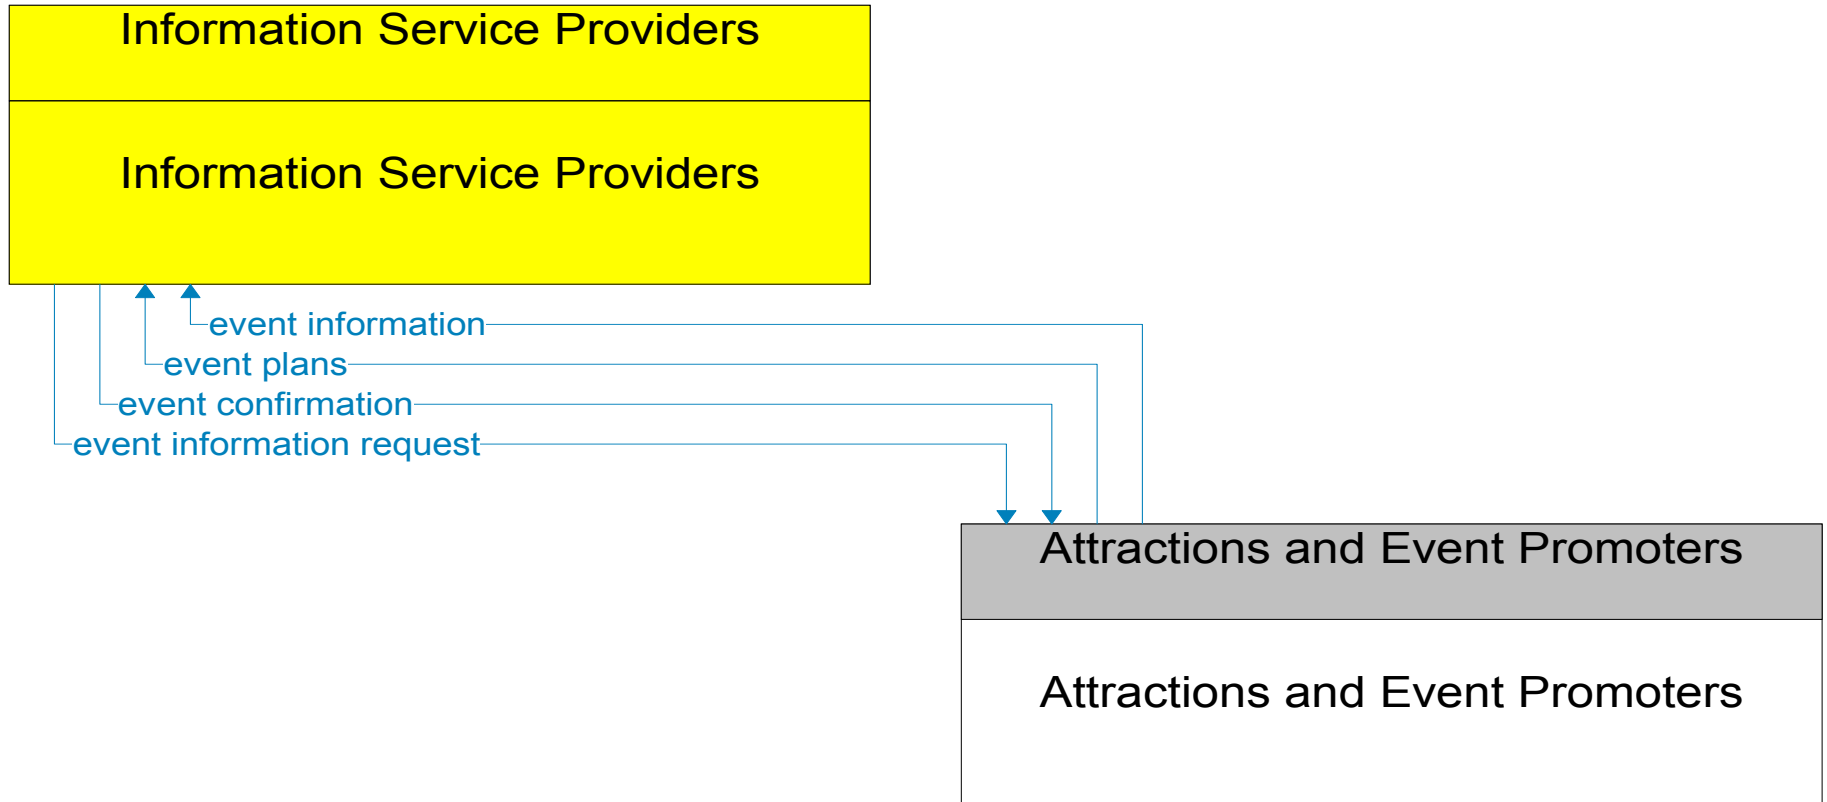 Information Service Providers
Information Service Providers
event information
event plans
event confirmation
event information request
Attractions and Event Promoters
Attractions and Event Promoters